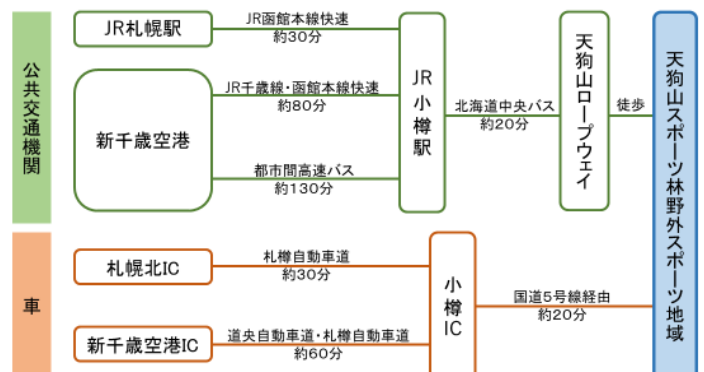 公共交通機関
JR札幌駅
JR函館本線快速
約30分
新千歳空港
JR千歳線・函館本線快速
約80分
都市間高速バス
約130分
JR小樽駅
北海道中央バス
約20分
天狗山ロープウェイ
徒歩
天狗山スポーツ林野外スポーツ地域
車
札幌北IC
札樽自動車道
約30分
新千歳空港IC
道央自動車道・札樽自動車道
約60分
小樽IC
国道5号線経由
約20分